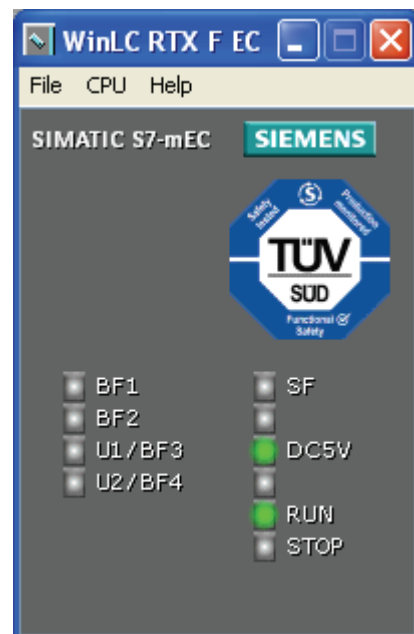 WinLC RTX F EC
File CPU Help
SIMATIC S7-mEC SIEMENS
Safety tested
S
Production monitored
TÜV
SÜD
Functional
Safety
BF1 SF
BF2
U1/BF3 DC5V
U2/BF4
RUN
STOP